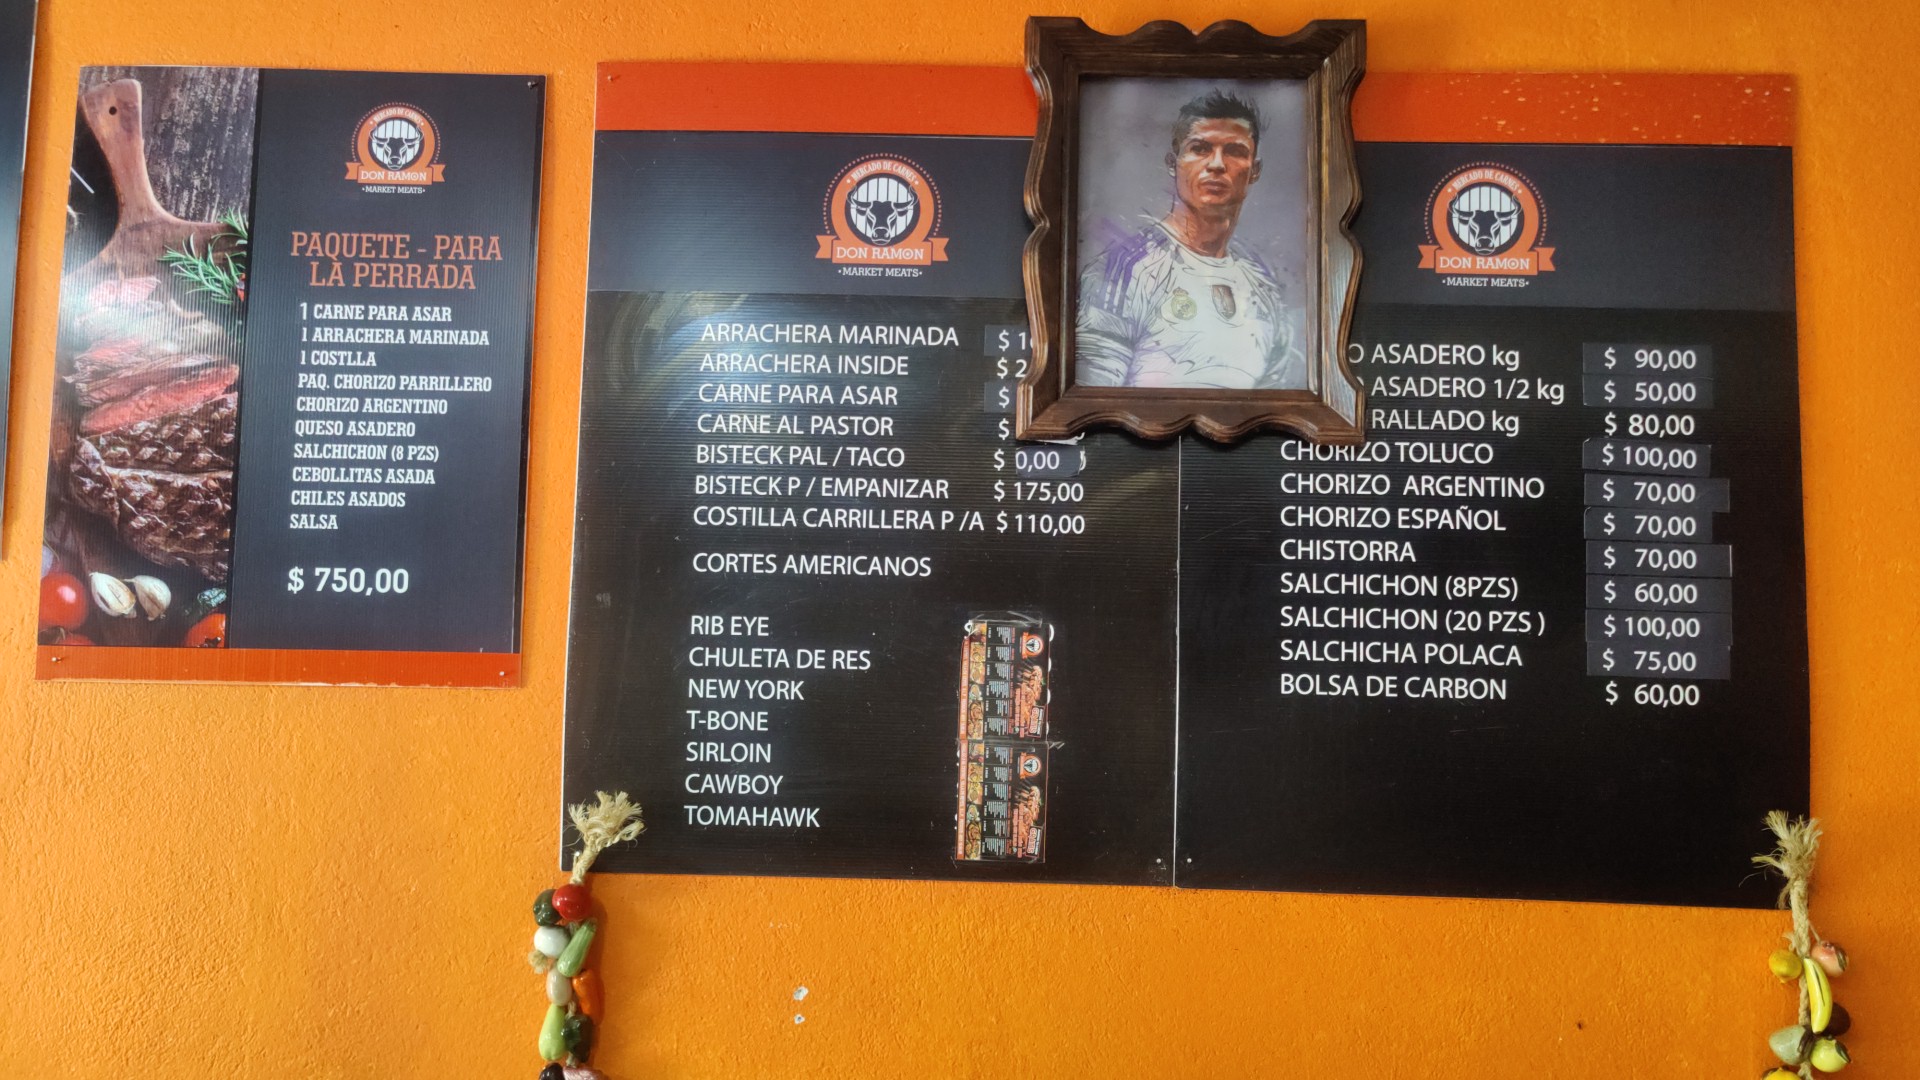 MERCADO DE CARNES
DON RAMON
•MARKET MEATS•
PAQUETE - PARA
LA PERRADA
1 CARNE PARA ASAR
1 ARRACHERA MARINADA
1 COSTLLA
PAQ. CHORIZO PARRILLERO
CHORIZO ARGENTINO
QUESO ASADERO
SALCHICHON (8 PZS)
CEBOLLITAS ASADA
CHILES ASADOS
SALSA
$ 750,00
MERCADO DE CARNES
DON RAMON
•MARKET MEATS•
ARRACHERA MARINADA $ 1
ARRACHERA INSIDE $ 2
CARNE PARA ASAR $
CARNE AL PASTOR $
BISTECK PAL / TACO $ 0,00
BISTECK P / EMPANIZAR $ 175,00
COSTILLA CARRILLERA P /A $ 110,00
CORTES AMERICANOS
RIB EYE
CHULETA DE RES
NEW YORK
T-BONE
SIRLOIN
CAWBOY
TOMAHAWK
MERCADO DE CARNES
DON RAMON
•MARKET MEATS•
O ASADERO kg $ 90,00
ASADERO 1/2 kg $ 50,00
RALLADO kg $ 80,00
CHORIZO TOLUCO $ 100,00
CHORIZO ARGENTINO $ 70,00
CHORIZO ESPAÑOL $ 70,00
CHISTORRA $ 70,00
SALCHICHON (8PZS) $ 60,00
SALCHICHON (20 PZS ) $ 100,00
SALCHICHA POLACA $ 75,00
BOLSA DE CARBON $ 60,00